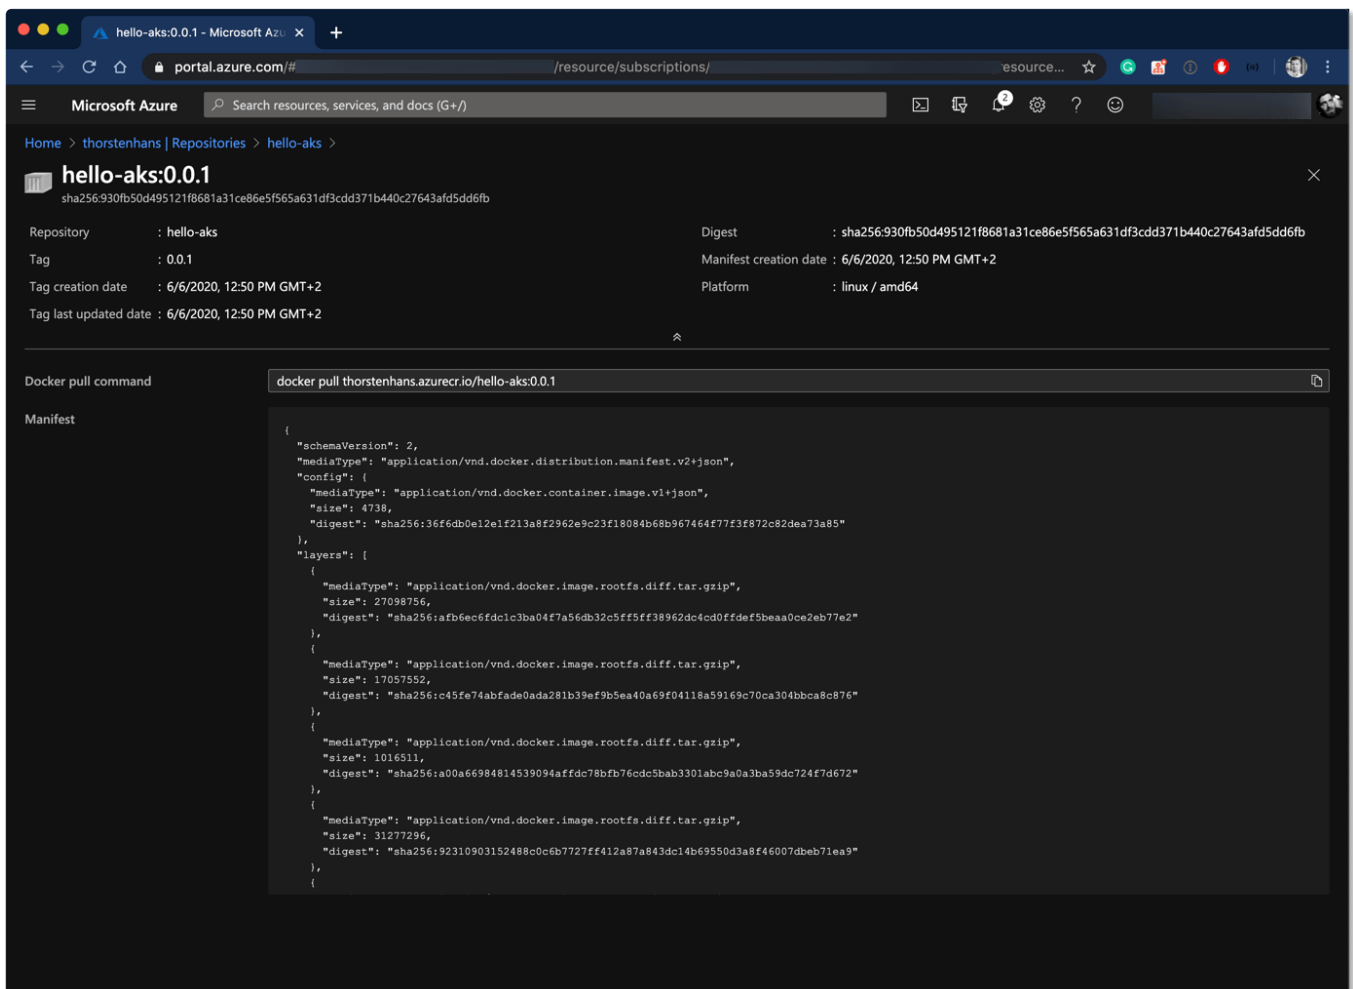 hello-aks:0.0.1 - Microsoft Azu
portal.azure.com/# /resource/subscriptions/ resource...
Microsoft Azure Search resources, services, and docs (G+/) 2
Home > thorstenhans | Repositories > hello-aks >
hello-aks:0.0.1
sha256:930fb50d495121f8681a31ce86e5f565a631df3cdd371b440c27643afd5dd6fb
Repository : hello-aks Digest : sha256:930fb50d495121f8681a31ce86e5f565a631df3cdd371b440c27643afd5dd6fb
Tag : 0.0.1 Manifest creation date : 6/6/2020, 12:50 PM GMT+2
Tag creation date : 6/6/2020, 12:50 PM GMT+2 Platform : linux / amd64
Tag last updated date : 6/6/2020, 12:50 PM GMT+2
Docker pull command docker pull thorstenhans.azurecr.io/hello-aks:0.0.1
Manifest
{
"schemaVersion": 2,
"mediaType": "application/vnd.docker.distribution.manifest.v2+json",
"config": {
"mediaType": "application/vnd.docker.container.image.v1+json",
"size": 4738,
"digest": "sha256:36f6db0e12e1f213a8f2962e9c23f18084b68b967464f77f3f872c82dea73a85"
},
"layers": [
{
"mediaType": "application/vnd.docker.image.rootfs.diff.tar.gzip",
"size": 27098756,
"digest": "sha256:afb6ec6fdc1c3ba04f7a56db32c5ff5ff38962dc4cd0ffdef5beaa0ce2eb77e2"
},
{
"mediaType": "application/vnd.docker.image.rootfs.diff.tar.gzip",
"size": 17057552,
"digest": "sha256:c45fe74abfade0ada281b39ef9b5ea40a69f04118a59169c70ca304bbca8c876"
},
{
"mediaType": "application/vnd.docker.image.rootfs.diff.tar.gzip",
"size": 1016511,
"digest": "sha256:a00a66984814539094affdc78bfb76cdc5bab3301abc9a0a3ba59dc724f7d672"
},
{
"mediaType": "application/vnd.docker.image.rootfs.diff.tar.gzip",
"size": 31277296,
"digest": "sha256:92310903152488c0c6b7727ff412a87a843dc14b69550d3a8f46007dbeb71ea9"
},
{